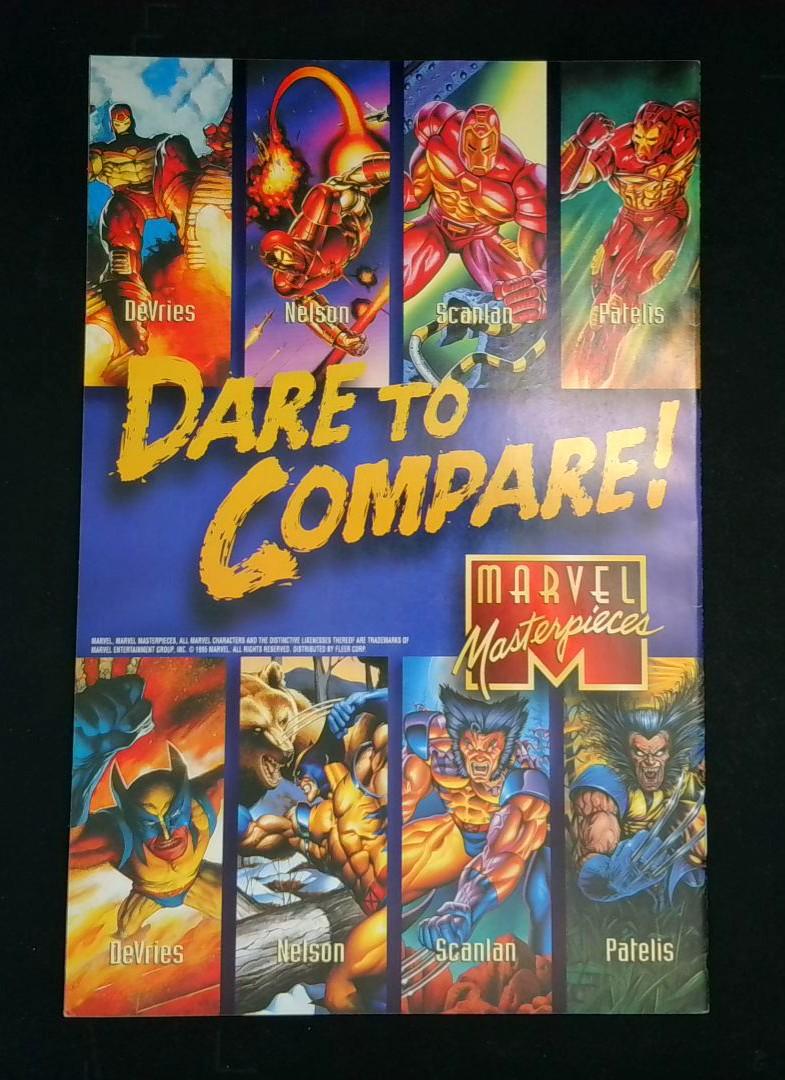 DeVries Nelson Scanlan Patelis
DARE TO
COMPARE!
MARVEL
Masterpieces
MARVEL, MARVEL MASTERPIECES, ALL MARVEL CHARACTERS AND THE DISTINCTIVE LIKENESSES THEREOF ARE TRADEMARKS OF
MARVEL ENTERTAINMENT GROUP, INC. © 1995 MARVEL. ALL RIGHTS RESERVED. DISTRIBUTED BY FLEER CORP.
DeVries Nelson Scanlan Patelis